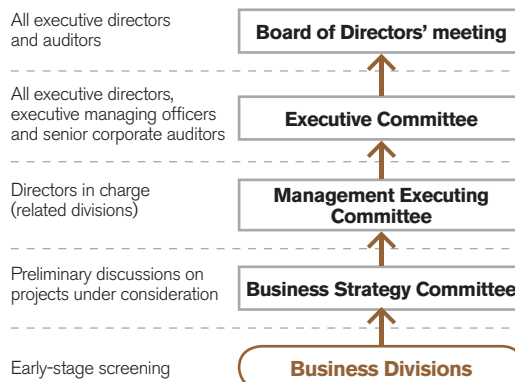 All executive directors
and auditors
Board of Directors’ meeting
All executive directors,
executive managing officers
and senior corporate auditors
Executive Committee
Directors in charge
(related divisions)
Management Executing
Committee
Preliminary discussions on
projects under consideration
Business Strategy Committee
Early-stage screening
Business Divisions